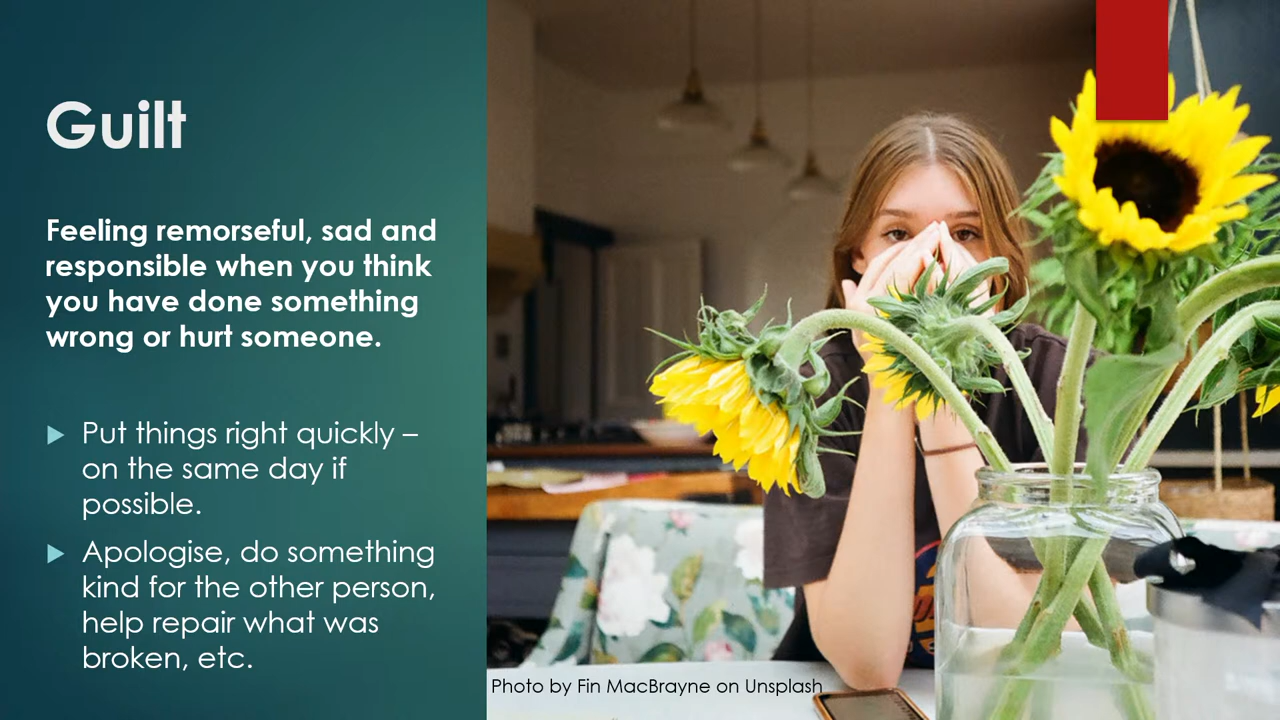 Guilt
Feeling remorseful, sad and
responsible when you think
you have done something
wrong or hurt someone.
Put things right quickly –
on the same day if
possible.
Apologise, do something
kind for the other person,
help repair what was
broken, etc.
Photo by Fin MacBrayne on Unsplash